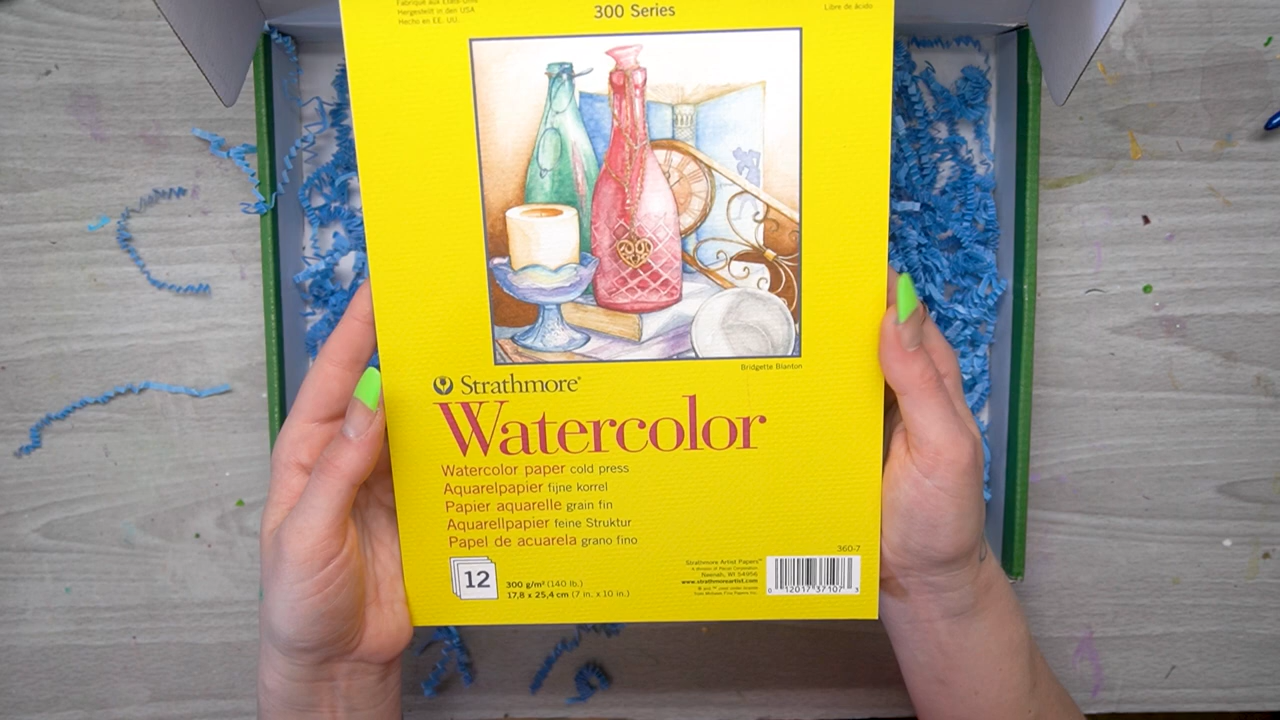 Fabriqué aux États-Unis
Hergestellt in den USA
Hecho en EE. UU.
300 Series
Libre de ácido
Bridgette Blanton
Strathmore®
Watercolor
Watercolor paper cold press
Aquarelpapier fijne korrel
Papier aquarelle grain fin
Aquarellpapier feine Struktur
Papel de acuarela grano fino
12
300 g/m² (140 lb.)
17,8 x 25,4 cm (7 in. x 10 in.)
360-7
Strathmore Artist Papers™
Neenah, WI 54956
www.strathmoreartist.com
0 12017 37107 3